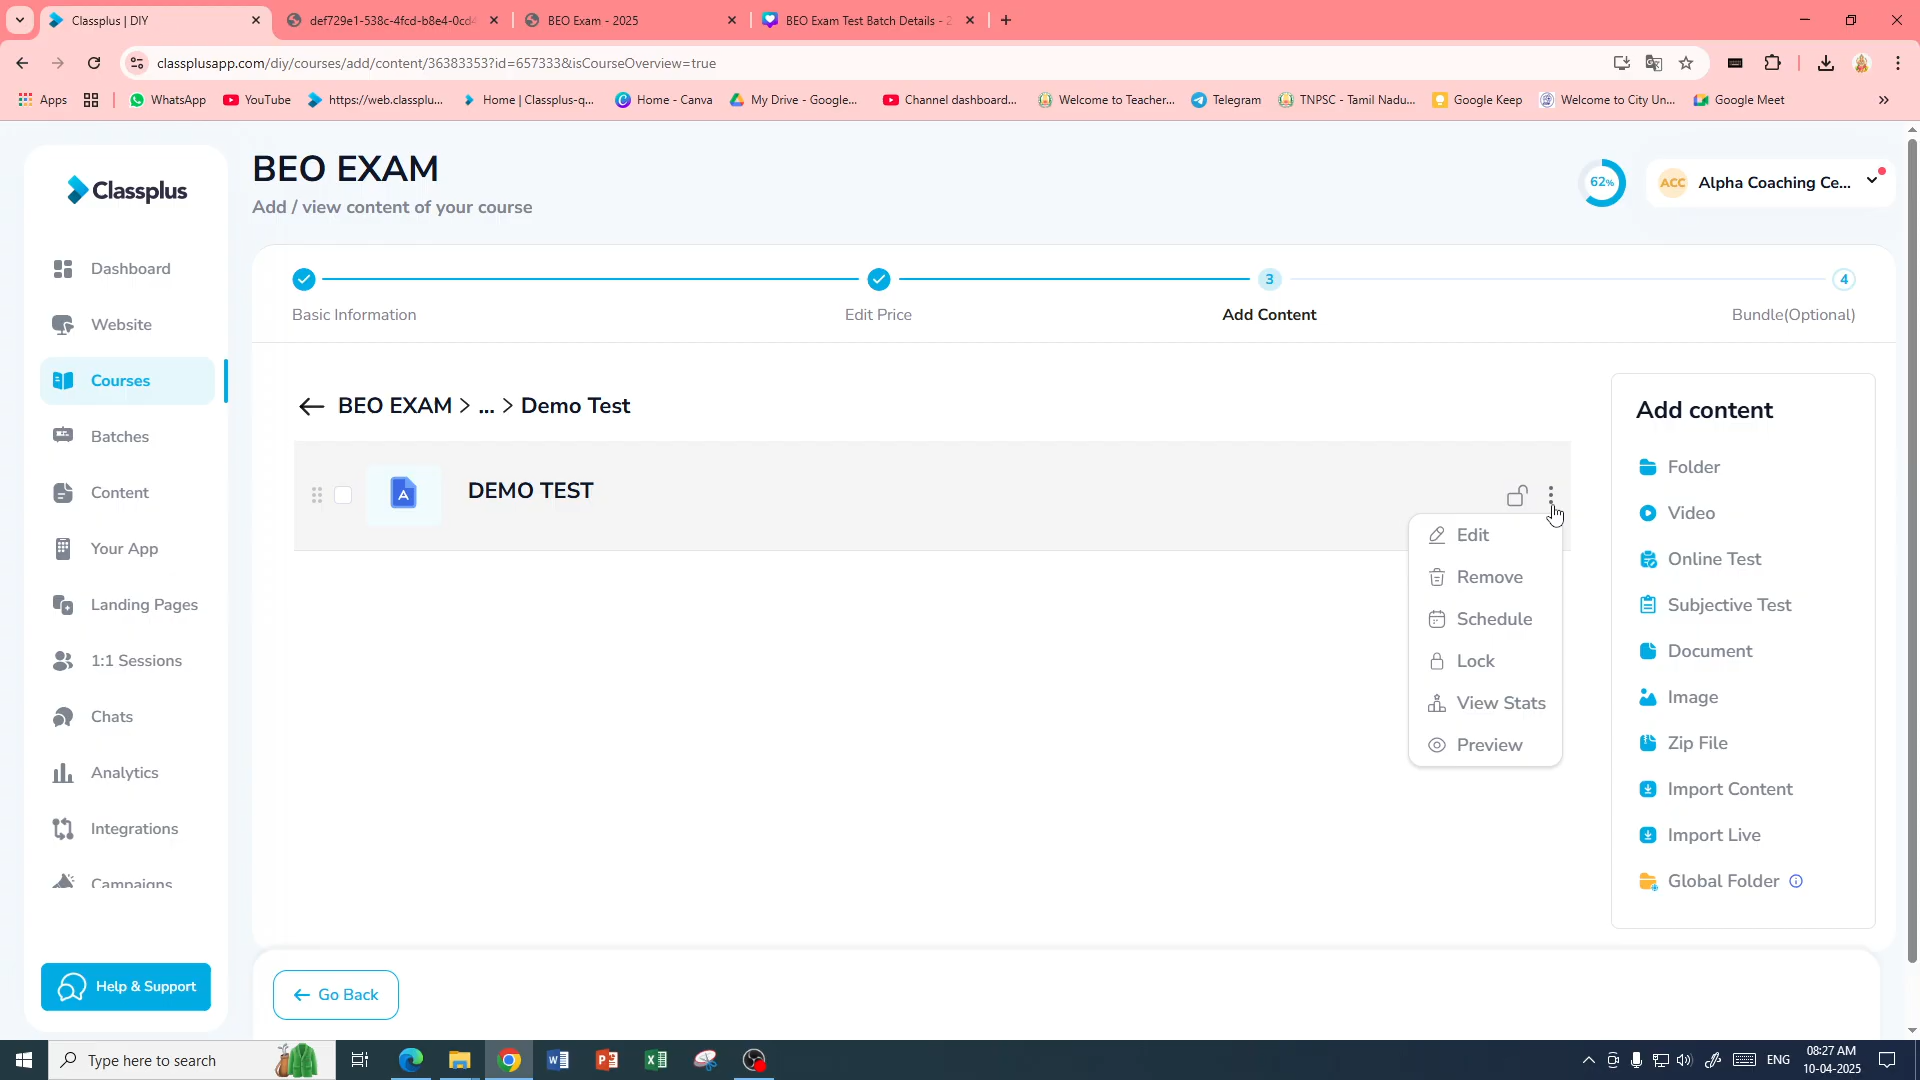 Classplus | DIY
def729e1-538c-4fcd-b8e4-0cd4
BEO Exam - 2025
BEO Exam Test Batch Details - 2
classplusapp.com/diy/courses/add/content/36383353?id=657333&isCourseOverview=true
Apps
WhatsApp
YouTube
https://web.classplu...
Home | Classplus-q...
Home - Canva
My Drive - Google...
Channel dashboard...
Welcome to Teacher...
Telegram
TNPSC - Tamil Nadu...
Google Keep
Welcome to City Un...
Google Meet
Classplus
Dashboard
Website
Courses
Batches
Content
Your App
Landing Pages
1:1 Sessions
Chats
Analytics
Integrations
Campaigns
Help & Support
BEO EXAM
Add / view content of your course
62%
ACC Alpha Coaching Ce...
3
4
Basic Information
Edit Price
Add Content
Bundle(Optional)
BEO EXAM > ... > Demo Test
A
DEMO TEST
Edit
Remove
Schedule
Lock
View Stats
Preview
Add content
Folder
Video
Online Test
Subjective Test
Document
Image
Zip File
Import Content
Import Live
Global Folder
Go Back
Type here to search
ENG
08:27 AM
10-04-2025